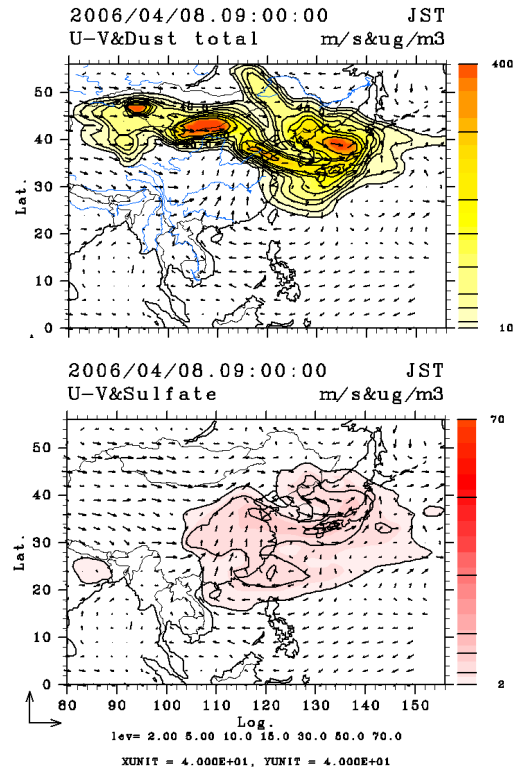 2006/04/08.09:00:00 JST
U-V&Dust total m/s&ug/m3
400
50
40
30
20
10
0
Lat.
10
2006/04/08.09:00:00 JST
U-V&Sulfate m/s&ug/m3
70
50
40
30
20
10
0
Lat.
2
80 90 100 110 120 130 140 150
Log.
lev= 2.00 5.00 10.0 15.0 30.0 50.0 70.0
XUNIT = 4.000E+01, YUNIT = 4.000E+01